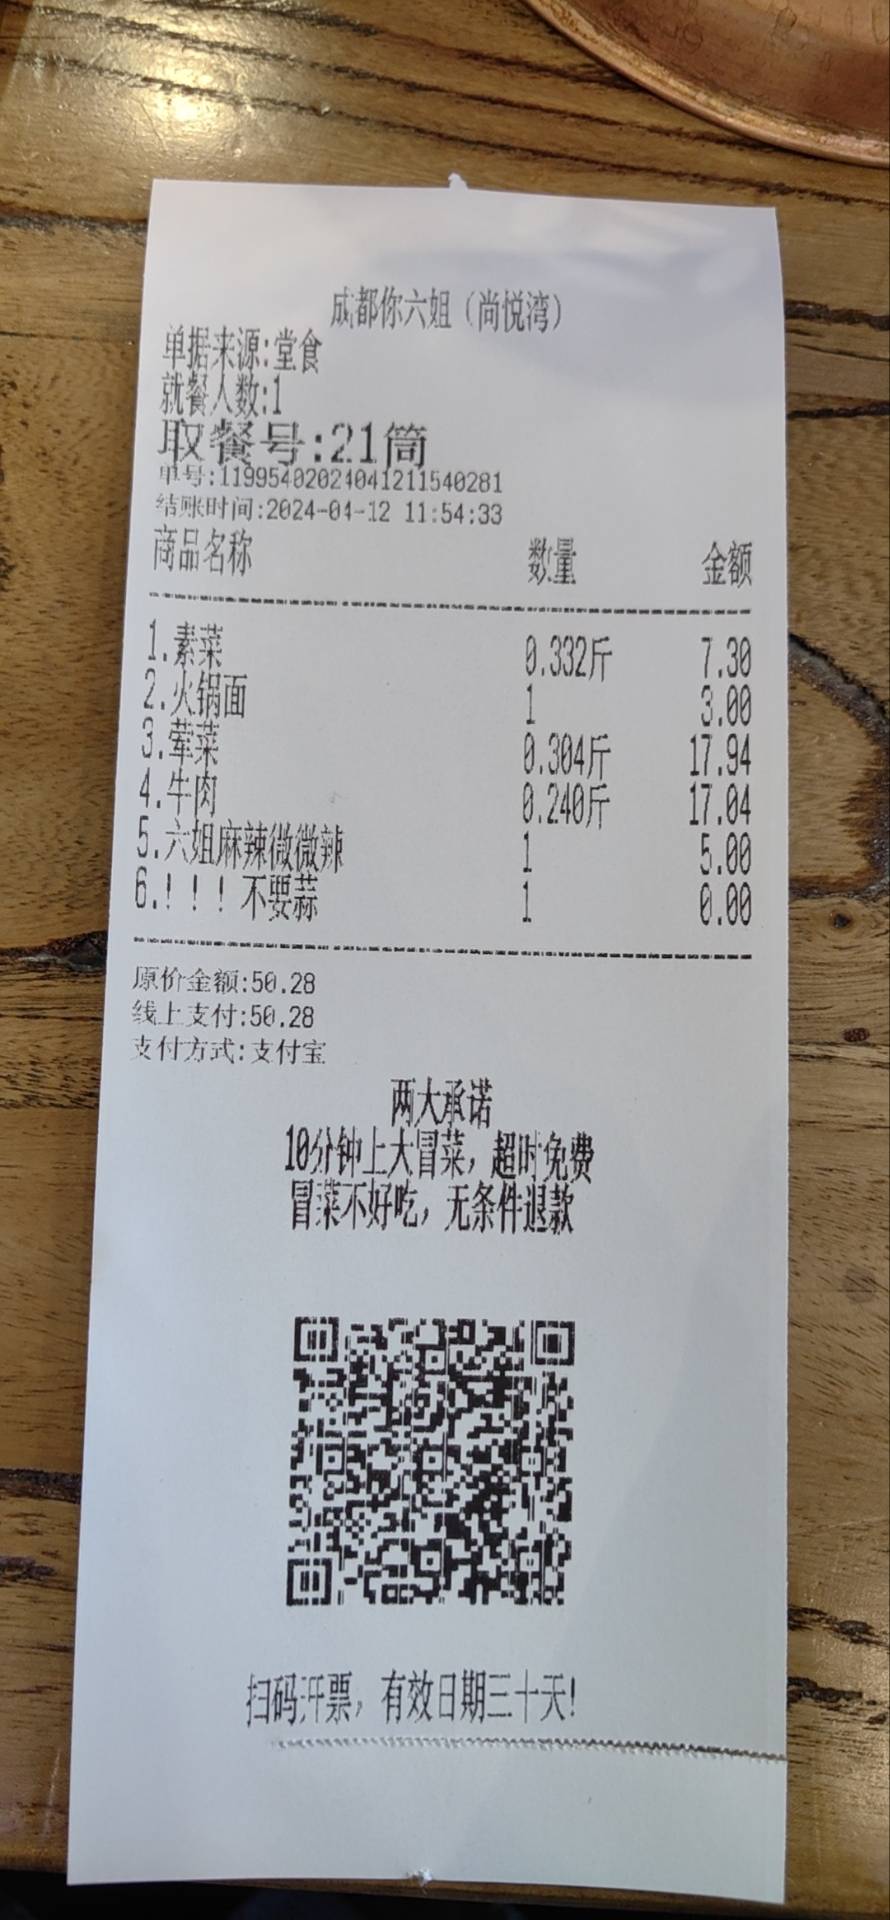 成都你六姐（尚悦湾）
单据来源:堂食
就餐人数:1
取餐号:21筒
单号:11995402024041211540281
结账时间:2024-04-12 11:54:33
商品名称 数量 金额
1.素菜 0.332斤 7.30
2.火锅面 1 3.00
3.荤菜 0.304斤 17.94
4.牛肉 0.240斤 17.04
5.六姐麻辣微微辣 1 5.00
6.！！！不要蒜 1 0.00
原价金额:50.28
线上支付:50.28
支付方式:支付宝
两大承诺
10分钟上大冒菜，超时免费
冒菜不好吃，无条件退款
扫码开票，有效日期三十天!